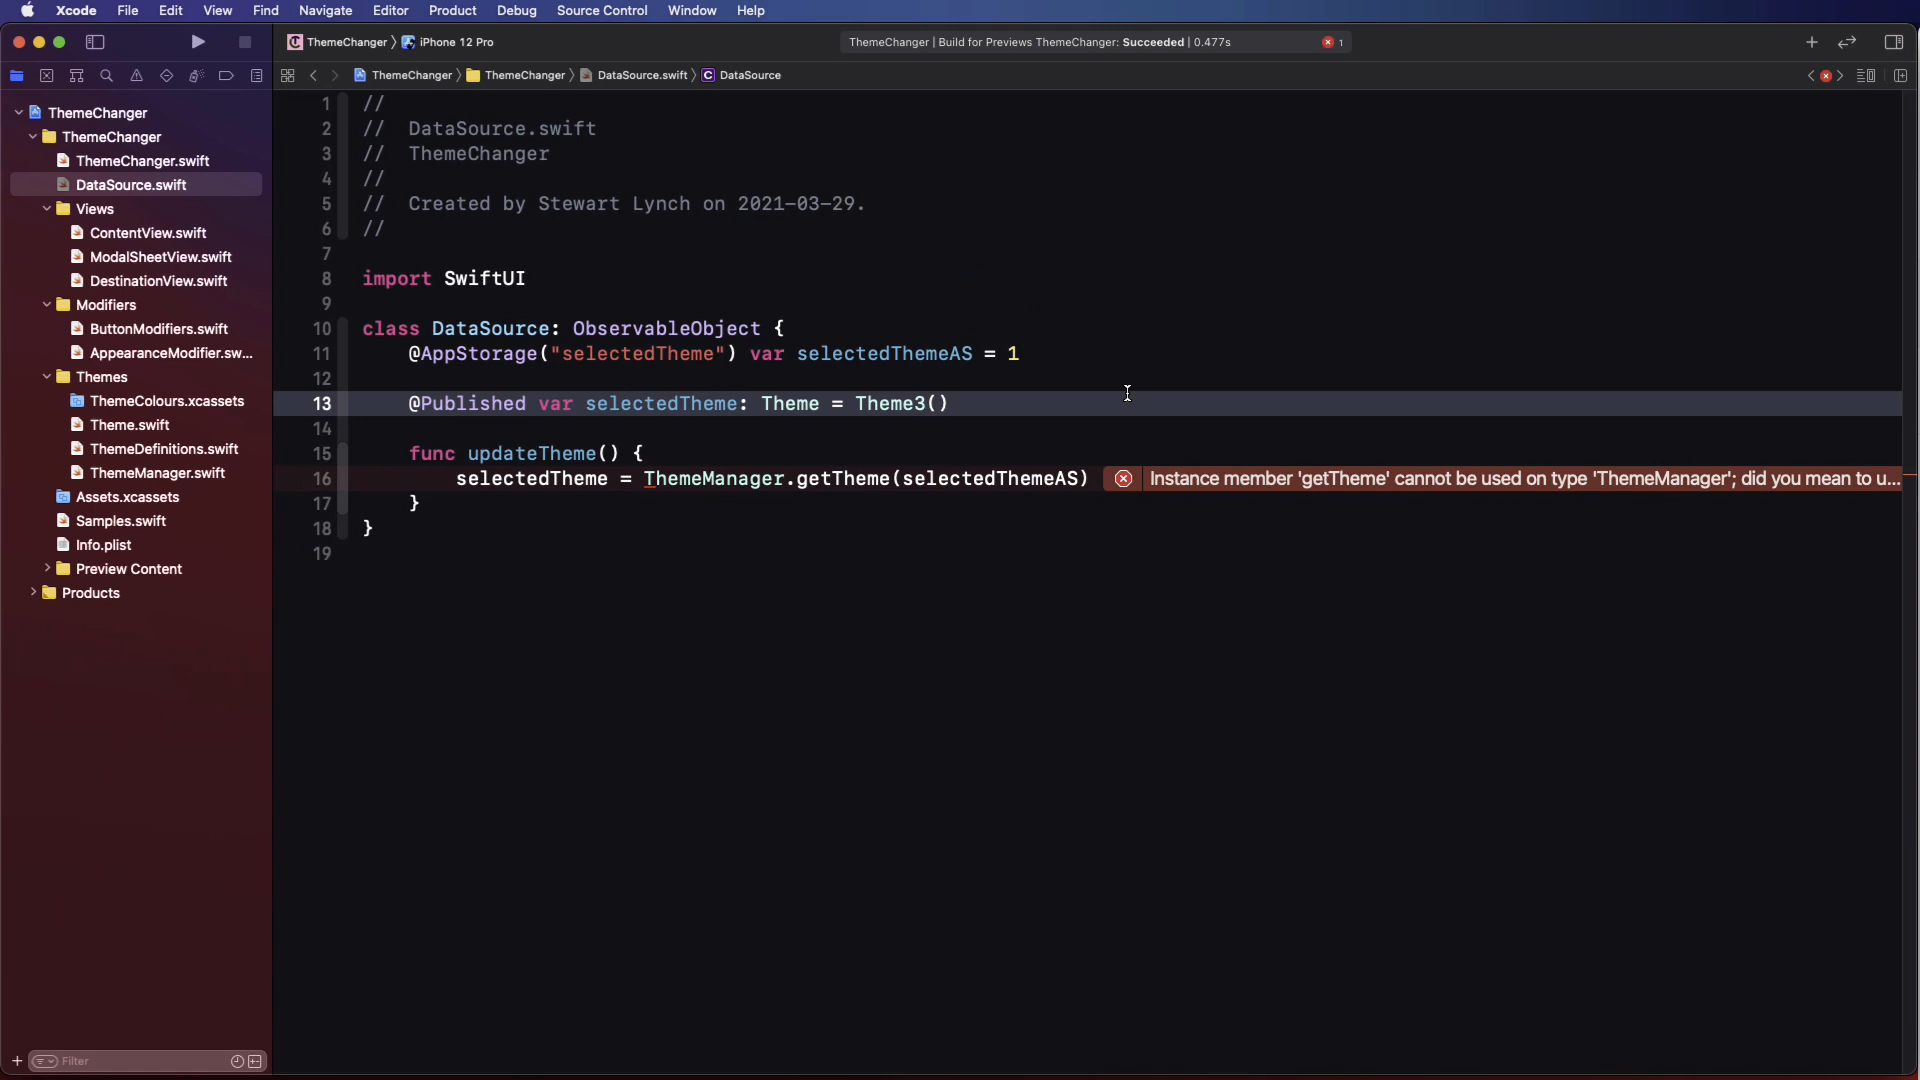 Xcode File Edit View Find Navigate Editor Product Debug Source Control Window Help
ThemeChanger iPhone 12 Pro
ThemeChanger | Build for Previews ThemeChanger: Succeeded | 0.477s
1
ThemeChanger ThemeChanger DataSource.swift C DataSource
ThemeChanger
ThemeChanger
ThemeChanger.swift
DataSource.swift
Views
ContentView.swift
ModalSheetView.swift
DestinationView.swift
Modifiers
ButtonModifiers.swift
AppearanceModifier.sw...
Themes
ThemeColours.xcassets
Theme.swift
ThemeDefinitions.swift
ThemeManager.swift
Assets.xcassets
Samples.swift
Info.plist
Preview Content
Products
Filter
1 //
2 // DataSource.swift
3 // ThemeChanger
4 //
5 // Created by Stewart Lynch on 2021-03-29.
6 //
7
8 import SwiftUI
9
10 class DataSource: ObservableObject {
11 @AppStorage("selectedTheme") var selectedThemeAS = 1
12
13 @Published var selectedTheme: Theme = Theme3()
14
15 func updateTheme() {
16 selectedTheme = ThemeManager.getTheme(selectedThemeAS) Instance member 'getTheme' cannot be used on type 'ThemeManager'; did you mean to u...
17 }
18 }
19